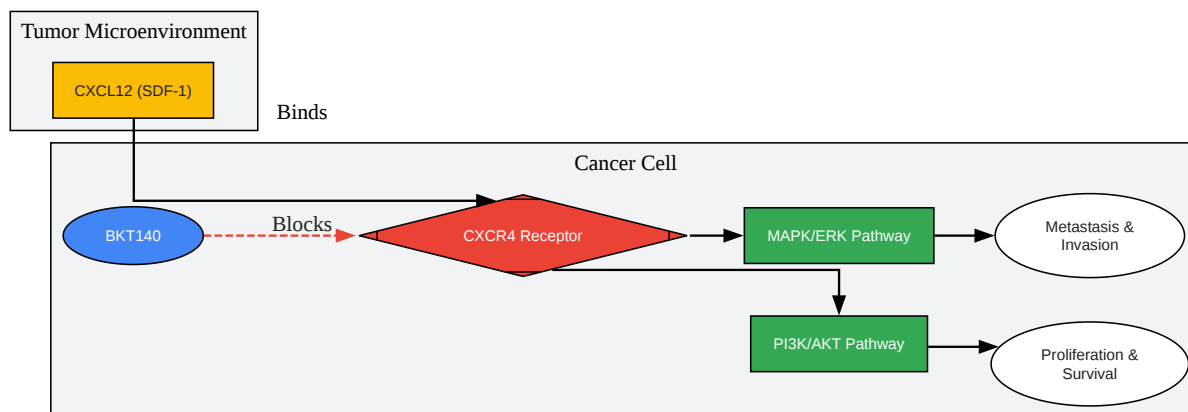 Tumor Microenvironment
CXCL12 (SDF-1)
Binds
Cancer Cell
BKT140
Blocks
CXCR4 Receptor
MAPK/ERK Pathway
Metastasis &
Invasion
PI3K/AKT Pathway
Proliferation &
Survival